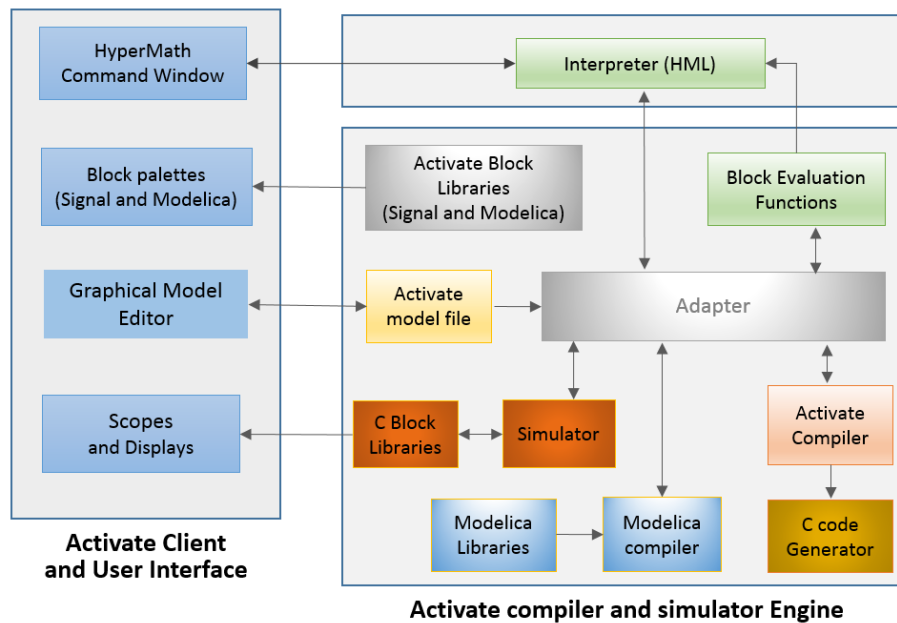 HyperMath
Command Window
Interpreter (HML)
Block palettes
(Signal and Modelica)
Activate Block
Libraries
(Signal and Modelica)
Block Evaluation
Functions
Graphical Model
Editor
Activate
model file
Adapter
Scopes
and Displays
C Block
Libraries
Simulator
Activate
Compiler
Modelica
Libraries
Modelica
compiler
C code
Generator
Activate Client
and User Interface
Activate compiler and simulator Engine